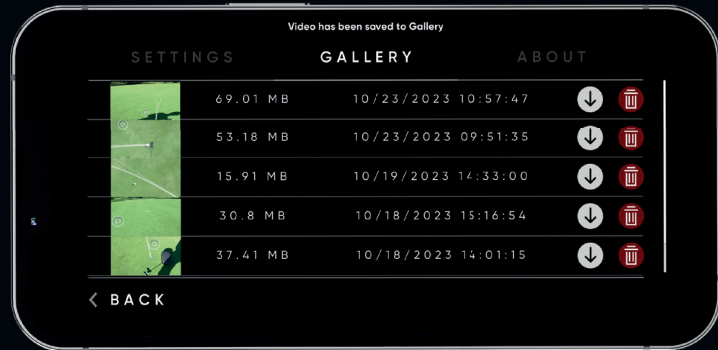 Video has been saved to Gallery
SETTINGS GALLERY ABOUT
69.01 MB 10/23/2023 10:57:47
53.18 MB 10/23/2023 09:51:35
15.91 MB 10/19/2023 14:33:00
30.8 MB 10/18/2023 15:16:54
37.41 MB 10/18/2023 14:01:15
BACK